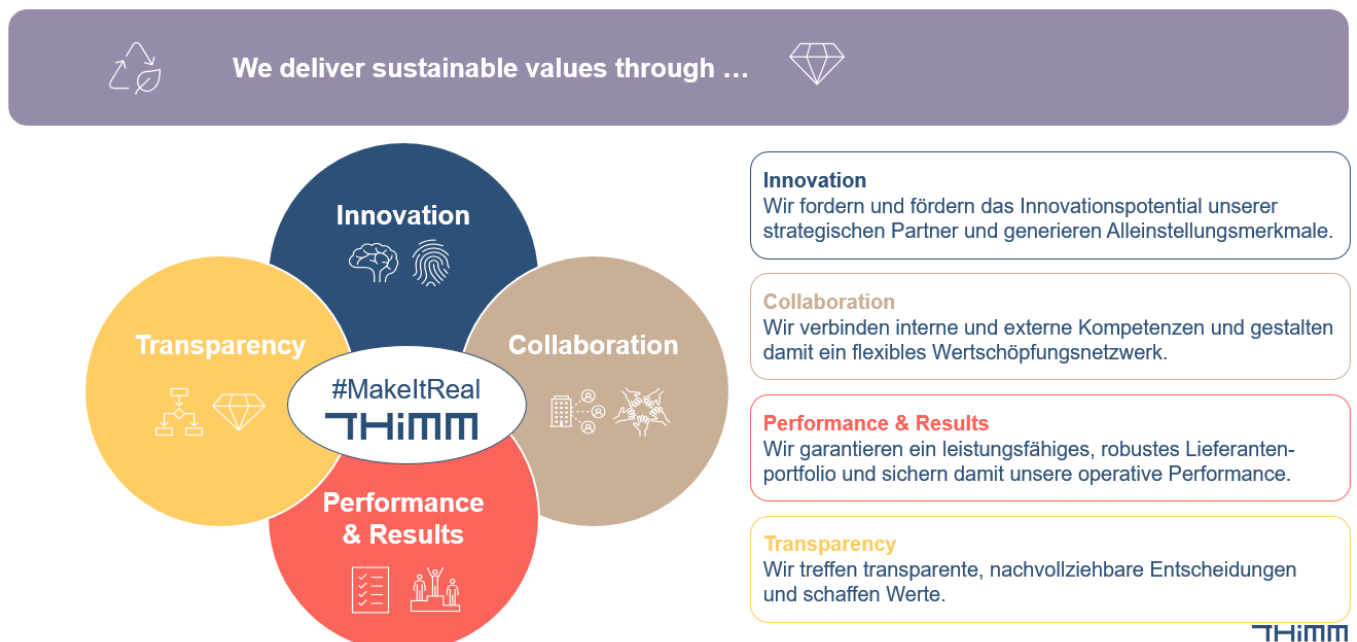 We deliver sustainable values through ...
Innovation
Transparency
Collaboration
#MakeItReal
THiMM
Performance
& Results
Innovation
Wir fordern und fördern das Innovationspotential unserer
strategischen Partner und generieren Alleinstellungsmerkmale.
Collaboration
Wir verbinden interne und externe Kompetenzen und gestalten
damit ein flexibles Wertschöpfungsnetzwerk.
Performance & Results
Wir garantieren ein leistungsfähiges, robustes Lieferanten-
portfolio und sichern damit unsere operative Performance.
Transparency
Wir treffen transparente, nachvollziehbare Entscheidungen
und schaffen Werte.
THiMM